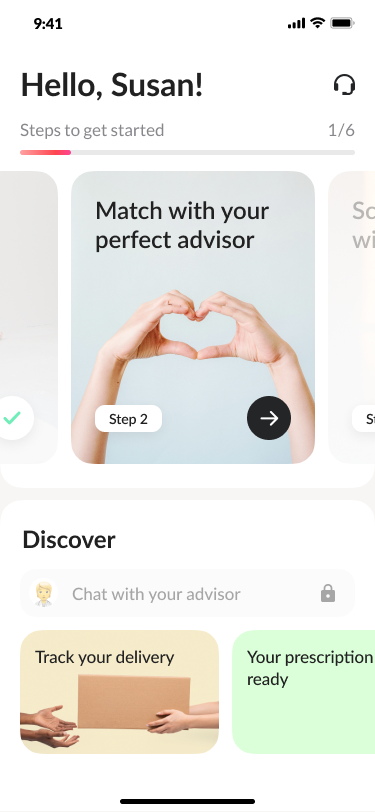 9:41
Hello, Susan!
Steps to get started
1/6
Match with your
perfect advisor
Step 2
Discover
Chat with your advisor
Track your delivery
Your prescription
ready